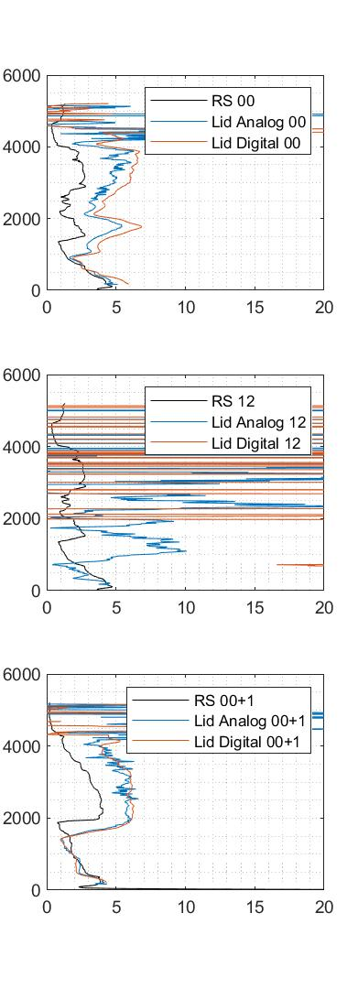 6000
RS 00
Lid Analog 00
Lid Digital 00
4000
2000
0
0 5 10 15 20
6000
RS 12
Lid Analog 12
Lid Digital 12
4000
2000
0
0 5 10 15 20
6000
RS 00+1
Lid Analog 00+1
Lid Digital 00+1
4000
2000
0
0 5 10 15 20